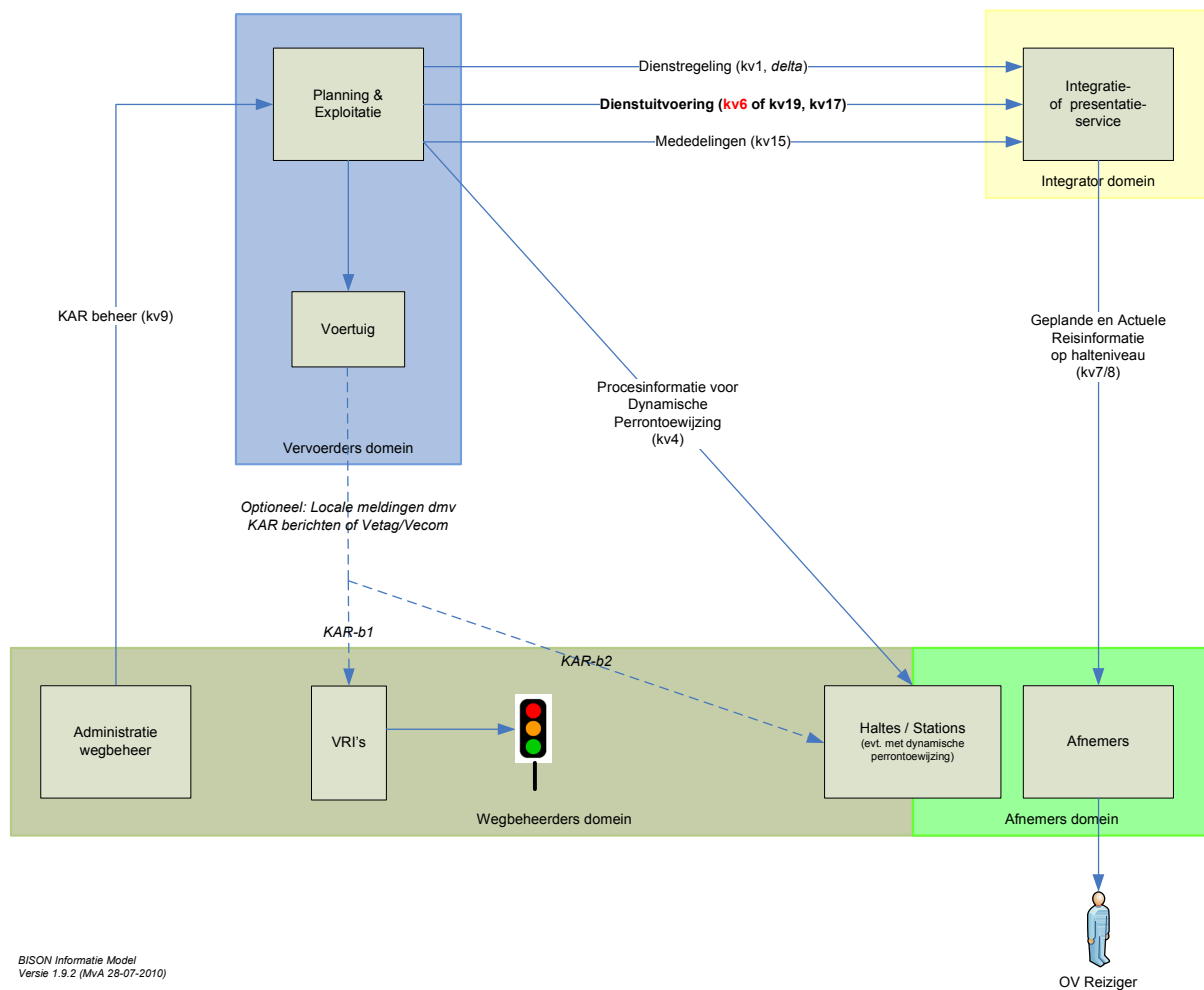 Planning &
Exploitatie
Dienstregeling (kv1, delta)
Dienstuitvoering (kv6 of kv19, kv17)
Mededelingen (kv15)
Integratie-
of presentatie-
service
Integrator domein
KAR beheer (kv9)
Voertuig
Geplande en Actuele
Reisinformatie
op halteniveau
(kv7/8)
Procesinformatie voor
Dynamische
Perrontoewijzing
(kv4)
Vervoerders domein
Optioneel: Locale meldingen dmv
KAR berichten of Vetag/Vecom
KAR-b1
KAR-b2
Administratie
wegbeheer
VRI's
Haltes / Stations
(evt. met dynamische
perrontoewijzing)
Afnemers
Wegbeheerders domein
Afnemers domein
BISON Informatie Model
Versie 1.9.2 (MvA 28-07-2010)
OV Reiziger